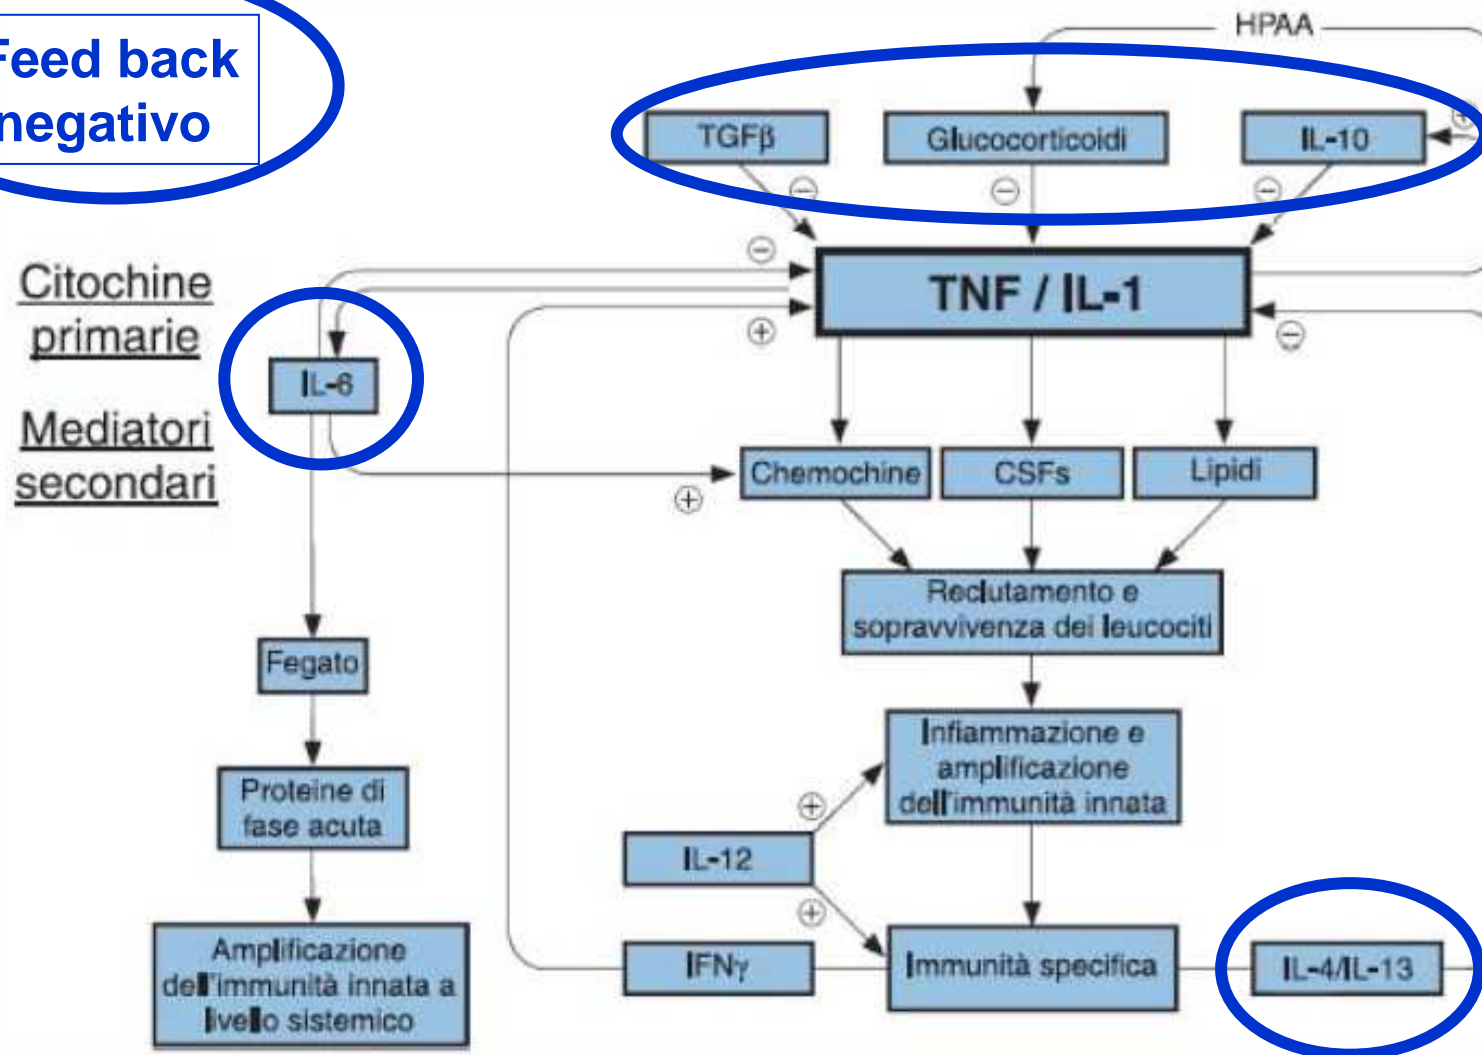 Feed back
negativo
HPAA
TGFβ
Glucocorticoidi
IL-10
+
−
−
−
−
TNF / IL-1
+
−
Citochine
primarie
IL-6
Mediatori
secondari
Chemochine
CSFs
Lipidi
+
Reclutamento e
sopravvivenza dei leucociti
Fegato
Infiammazione e
amplificazione
dell'immunità innata
Proteine di
fase acuta
+
IL-12
+
Amplificazione
dell'immunità innata a
livello sistemico
IFNγ
Immunità specifica
IL-4/IL-13